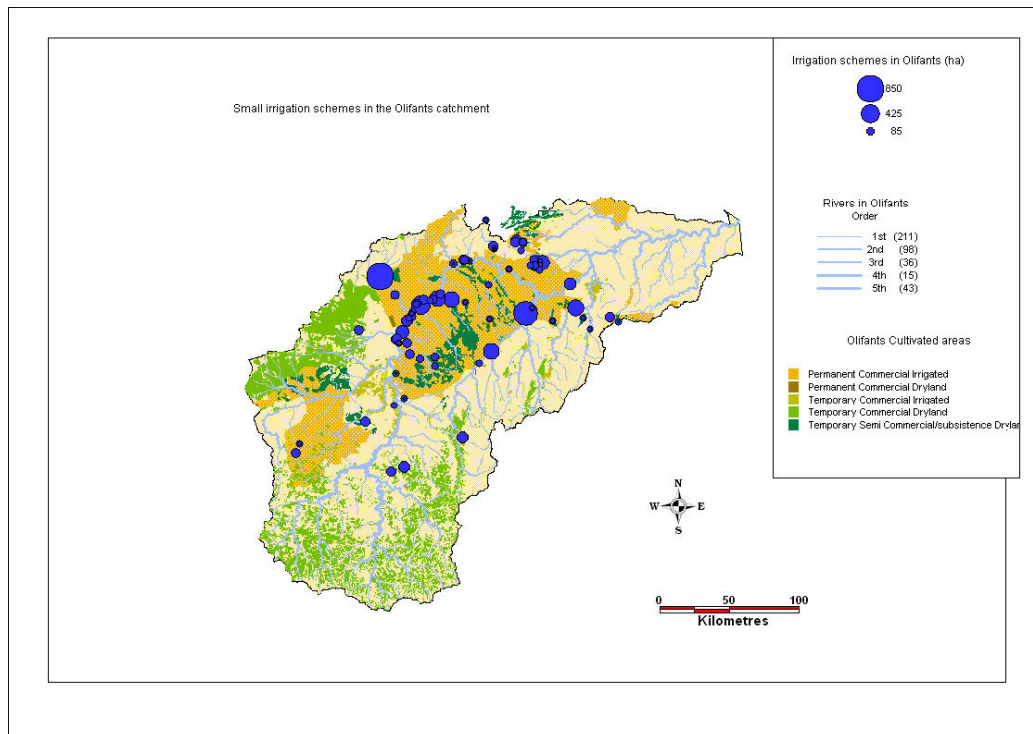 Small irrigation schemes in the Olifants catchment
Irrigation schemes in Olifants (ha)
850
425
85
Rivers in Olifants
Order
1st (211)
2nd (98)
3rd (36)
4th (15)
5th (43)
Olifants Cultivated areas
Permanent Commercial Irrigated
Permanent Commercial Dryland
Temporary Commercial Irrigated
Temporary Commercial Dryland
Temporary Semi Commercial/subsistence Drylan
N
W E
S
0 50 100
Kilometres